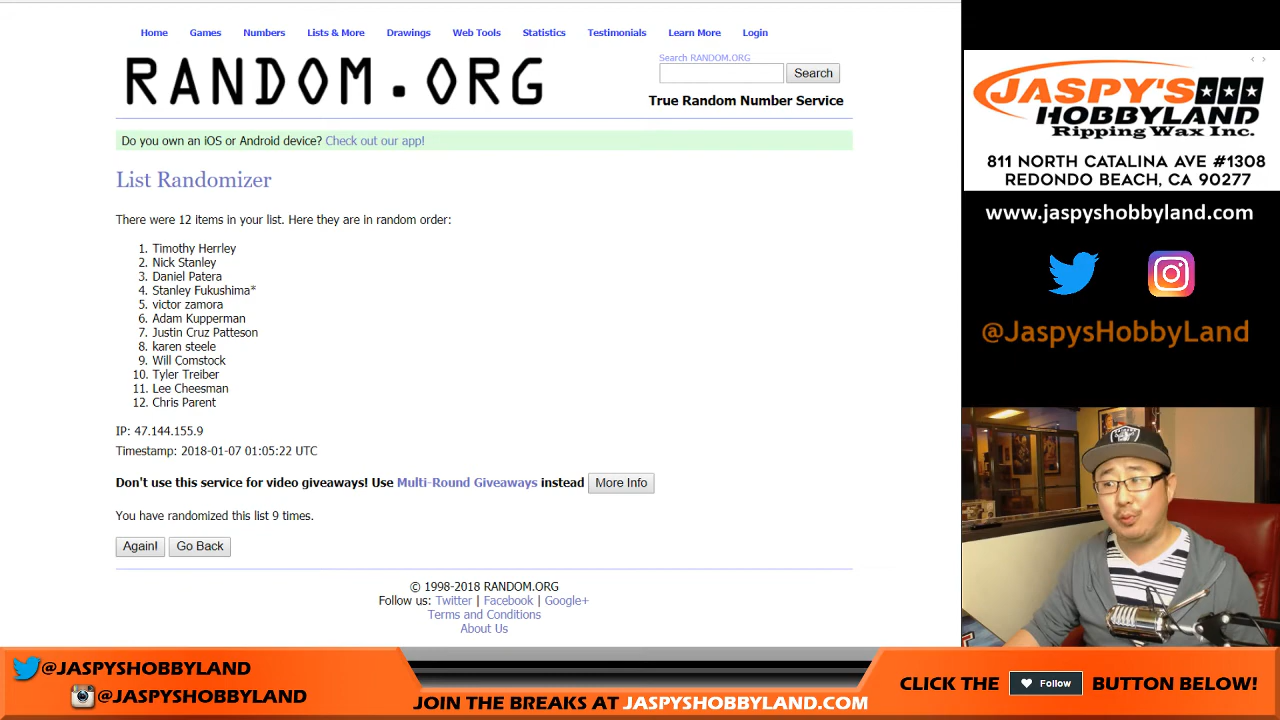 Home Games Numbers Lists & More Drawings Web Tools Statistics Testimonials Learn More Login
RANDOM.ORG
Search RANDOM.ORG
Search
True Random Number Service
Do you own an iOS or Android device? Check out our app!
List Randomizer
There were 12 items in your list. Here they are in random order:
1. Timothy Herrley
2. Nick Stanley
3. Daniel Patera
4. Stanley Fukushima*
5. victor zamora
6. Adam Kupperman
7. Justin Cruz Patteson
8. karen steele
9. Will Comstock
10. Tyler Treiber
11. Lee Cheesman
12. Chris Parent
IP: 47.144.155.9
Timestamp: 2018-01-07 01:05:22 UTC
Don't use this service for video giveaways! Use Multi-Round Giveaways instead More Info
You have randomized this list 9 times.
Again! Go Back
© 1998-2018 RANDOM.ORG
Follow us: Twitter | Facebook | Google+
Terms and Conditions
About Us
JASPY'S
HOBBYLAND
Ripping Wax Inc.
811 NORTH CATALINA AVE #1308
REDONDO BEACH, CA 90277
www.jaspyshobbyland.com
@JaspysHobbyLand
@JASPYSHOBBYLAND
@JASPYSHOBBYLAND
JOIN THE BREAKS AT JASPYSHOBBYLAND.COM
CLICK THE Follow BUTTON BELOW!